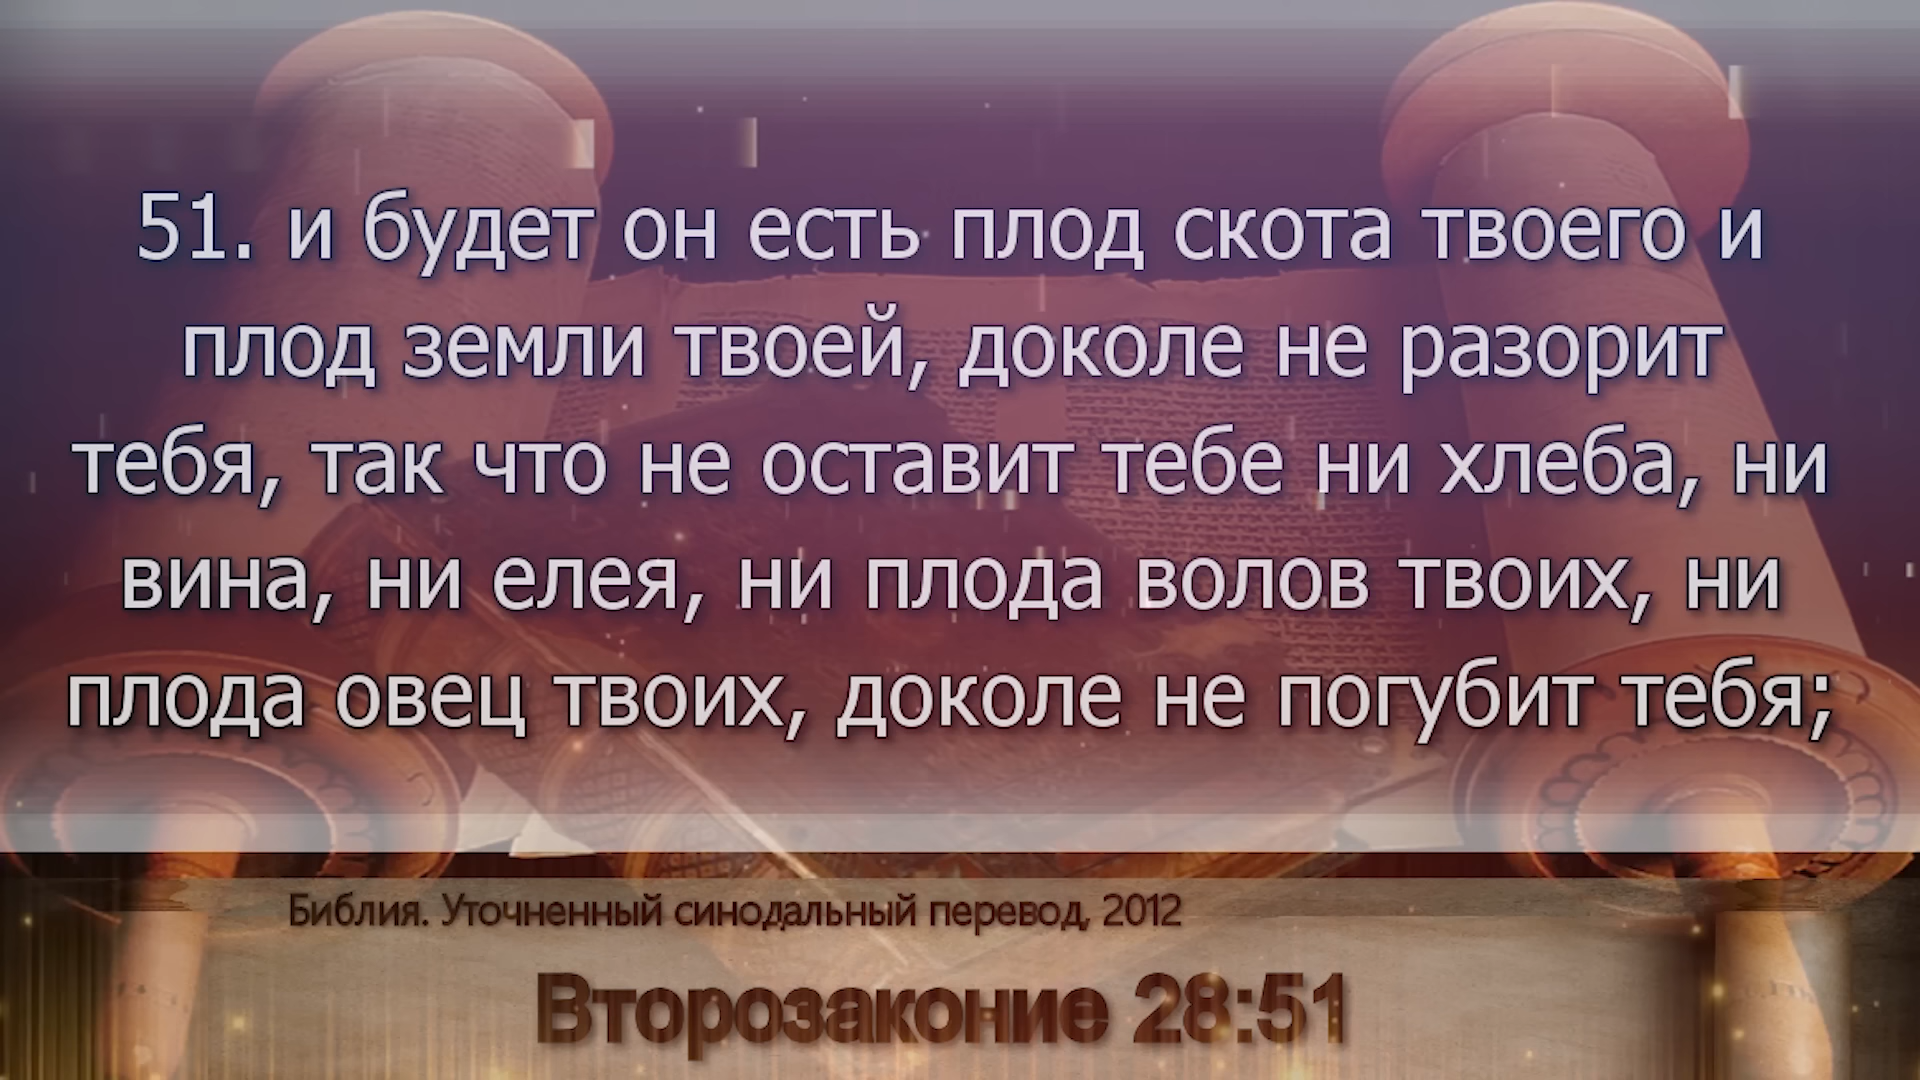 51. и будет он есть плод скота твоего и
плод земли твоей, доколе не разорит
тебя, так что не оставит тебе ни хлеба, ни
вина, ни елея, ни плода волов твоих, ни
плода овец твоих, доколе не погубит тебя;
Библия. Уточненный синодальный перевод, 2012
Второзаконие 28:51